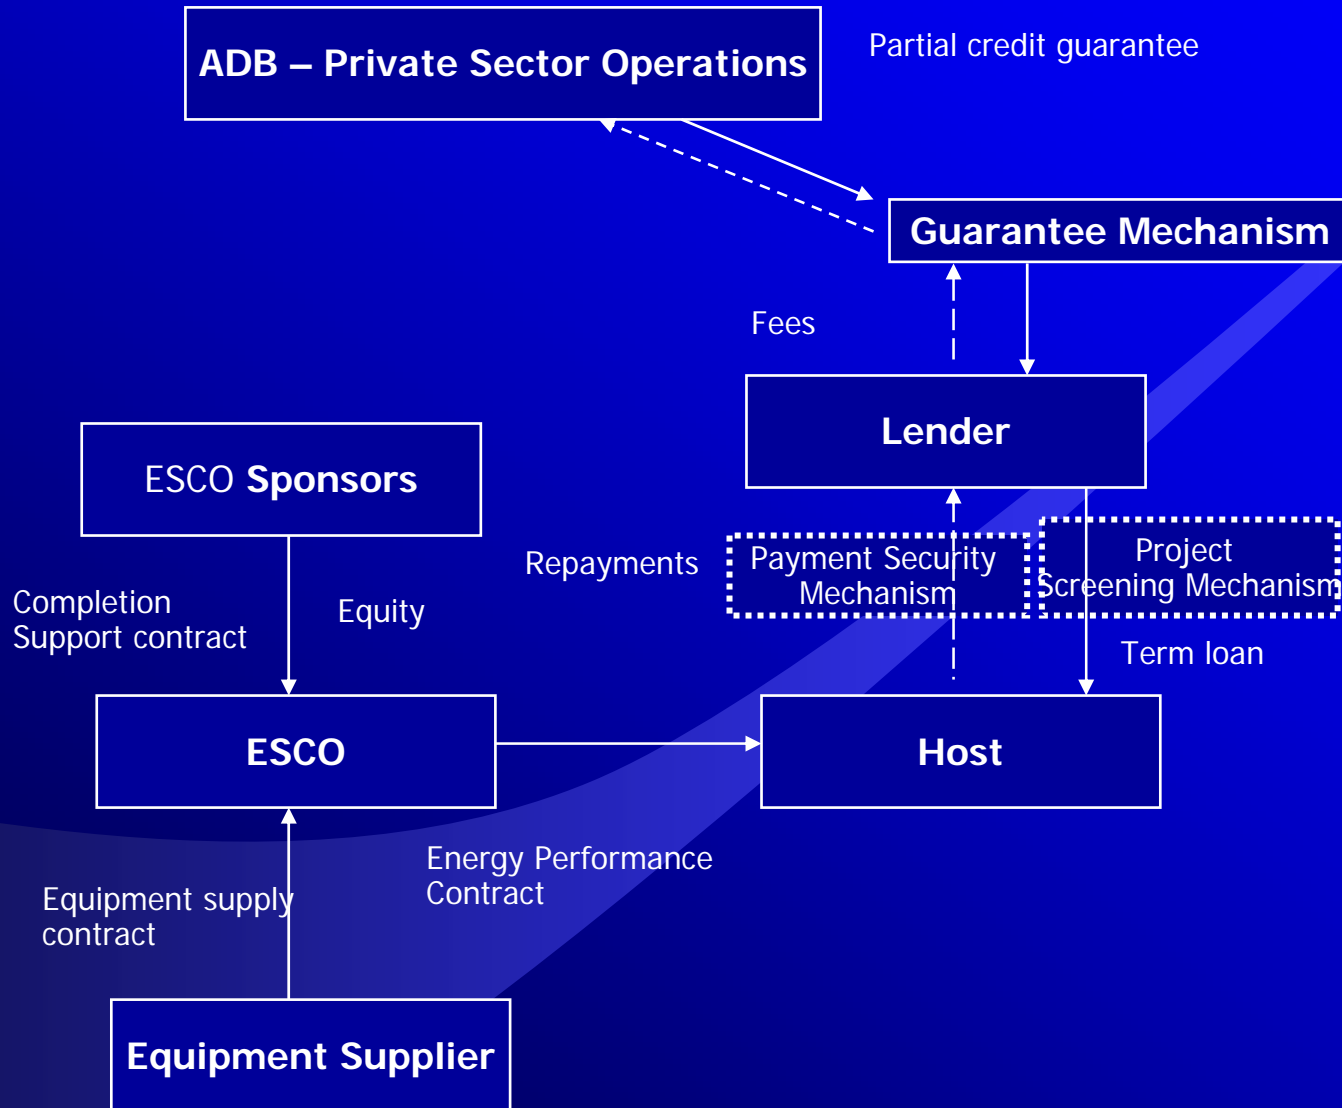 ADB – Private Sector Operations
Partial credit guarantee
Guarantee Mechanism
Fees
Lender
ESCO Sponsors
Repayments
Payment Security
Mechanism
Project
Screening Mechanism
Completion
Support contract
Equity
Term loan
ESCO
Host
Energy Performance
Contract
Equipment supply
contract
Equipment Supplier